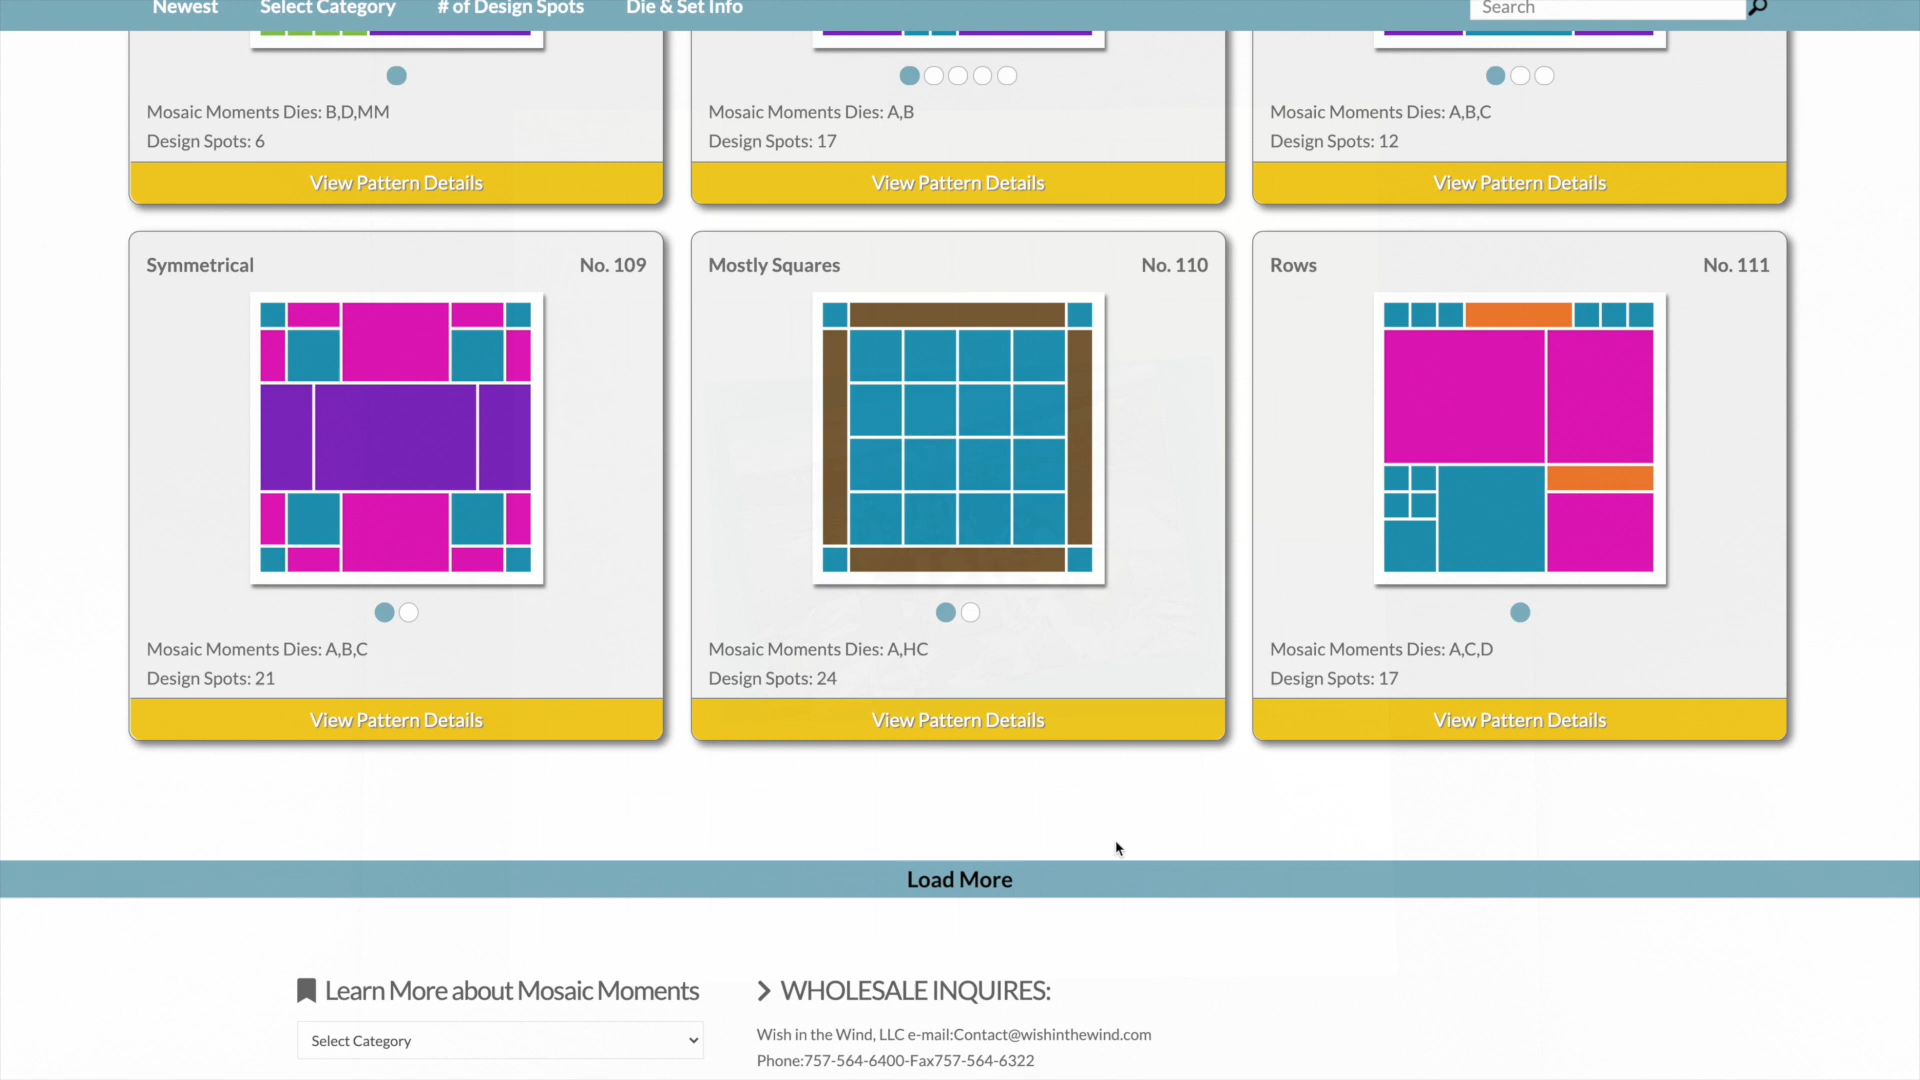 Newest Select Category # of Design Spots Die & Set Info Search
Mosaic Moments Dies: B,D,MM
Design Spots: 6
View Pattern Details
Mosaic Moments Dies: A,B
Design Spots: 17
View Pattern Details
Mosaic Moments Dies: A,B,C
Design Spots: 12
View Pattern Details
Symmetrical No. 109
Mosaic Moments Dies: A,B,C
Design Spots: 21
View Pattern Details
Mostly Squares No. 110
Mosaic Moments Dies: A,HC
Design Spots: 24
View Pattern Details
Rows No. 111
Mosaic Moments Dies: A,C,D
Design Spots: 17
View Pattern Details
Load More
Learn More about Mosaic Moments
Select Category
WHOLESALE INQUIRES:
Wish in the Wind, LLC e-mail:Contact@wishinthewind.com
Phone:757-564-6400-Fax757-564-6322